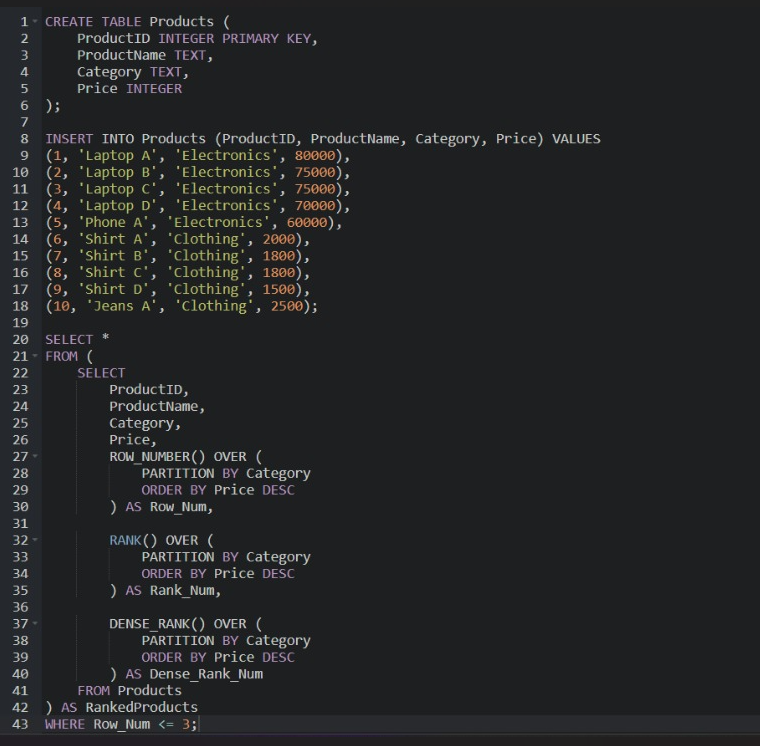 1 CREATE TABLE Products (
2     ProductID INTEGER PRIMARY KEY,
3     ProductName TEXT,
4     Category TEXT,
5     Price INTEGER
6 );
7
8 INSERT INTO Products (ProductID, ProductName, Category, Price) VALUES
9 (1, 'Laptop A', 'Electronics', 80000),
10 (2, 'Laptop B', 'Electronics', 75000),
11 (3, 'Laptop C', 'Electronics', 75000),
12 (4, 'Laptop D', 'Electronics', 70000),
13 (5, 'Phone A', 'Electronics', 60000),
14 (6, 'Shirt A', 'Clothing', 2000),
15 (7, 'Shirt B', 'Clothing', 1800),
16 (8, 'Shirt C', 'Clothing', 1800),
17 (9, 'Shirt D', 'Clothing', 1500),
18 (10, 'Jeans A', 'Clothing', 2500);
19
20 SELECT *
21 FROM (
22     SELECT
23         ProductID,
24         ProductName,
25         Category,
26         Price,
27         ROW_NUMBER() OVER (
28             PARTITION BY Category
29             ORDER BY Price DESC
30         ) AS Row_Num,
31
32         RANK() OVER (
33             PARTITION BY Category
34             ORDER BY Price DESC
35         ) AS Rank_Num,
36
37         DENSE_RANK() OVER (
38             PARTITION BY Category
39             ORDER BY Price DESC
40         ) AS Dense_Rank_Num
41     FROM Products
42 ) AS RankedProducts
43 WHERE Row_Num <= 3;